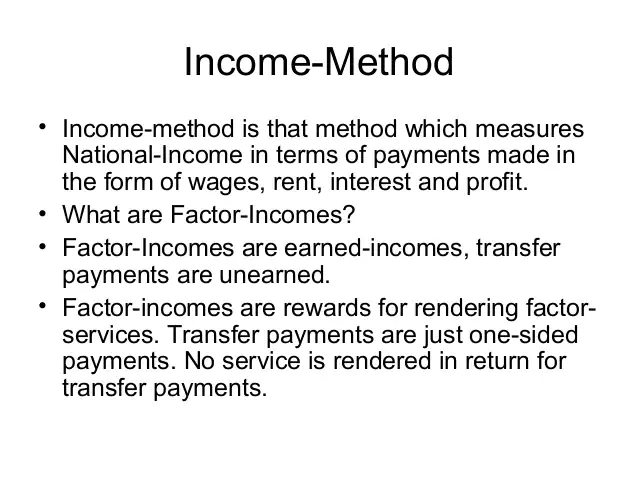 Income-Method
• Income-method is that method which measures
National-Income in terms of payments made in
the form of wages, rent, interest and profit.
• What are Factor-Incomes?
• Factor-Incomes are earned-incomes, transfer
payments are unearned.
• Factor-incomes are rewards for rendering factor-
services. Transfer payments are just one-sided
payments. No service is rendered in return for
transfer payments.